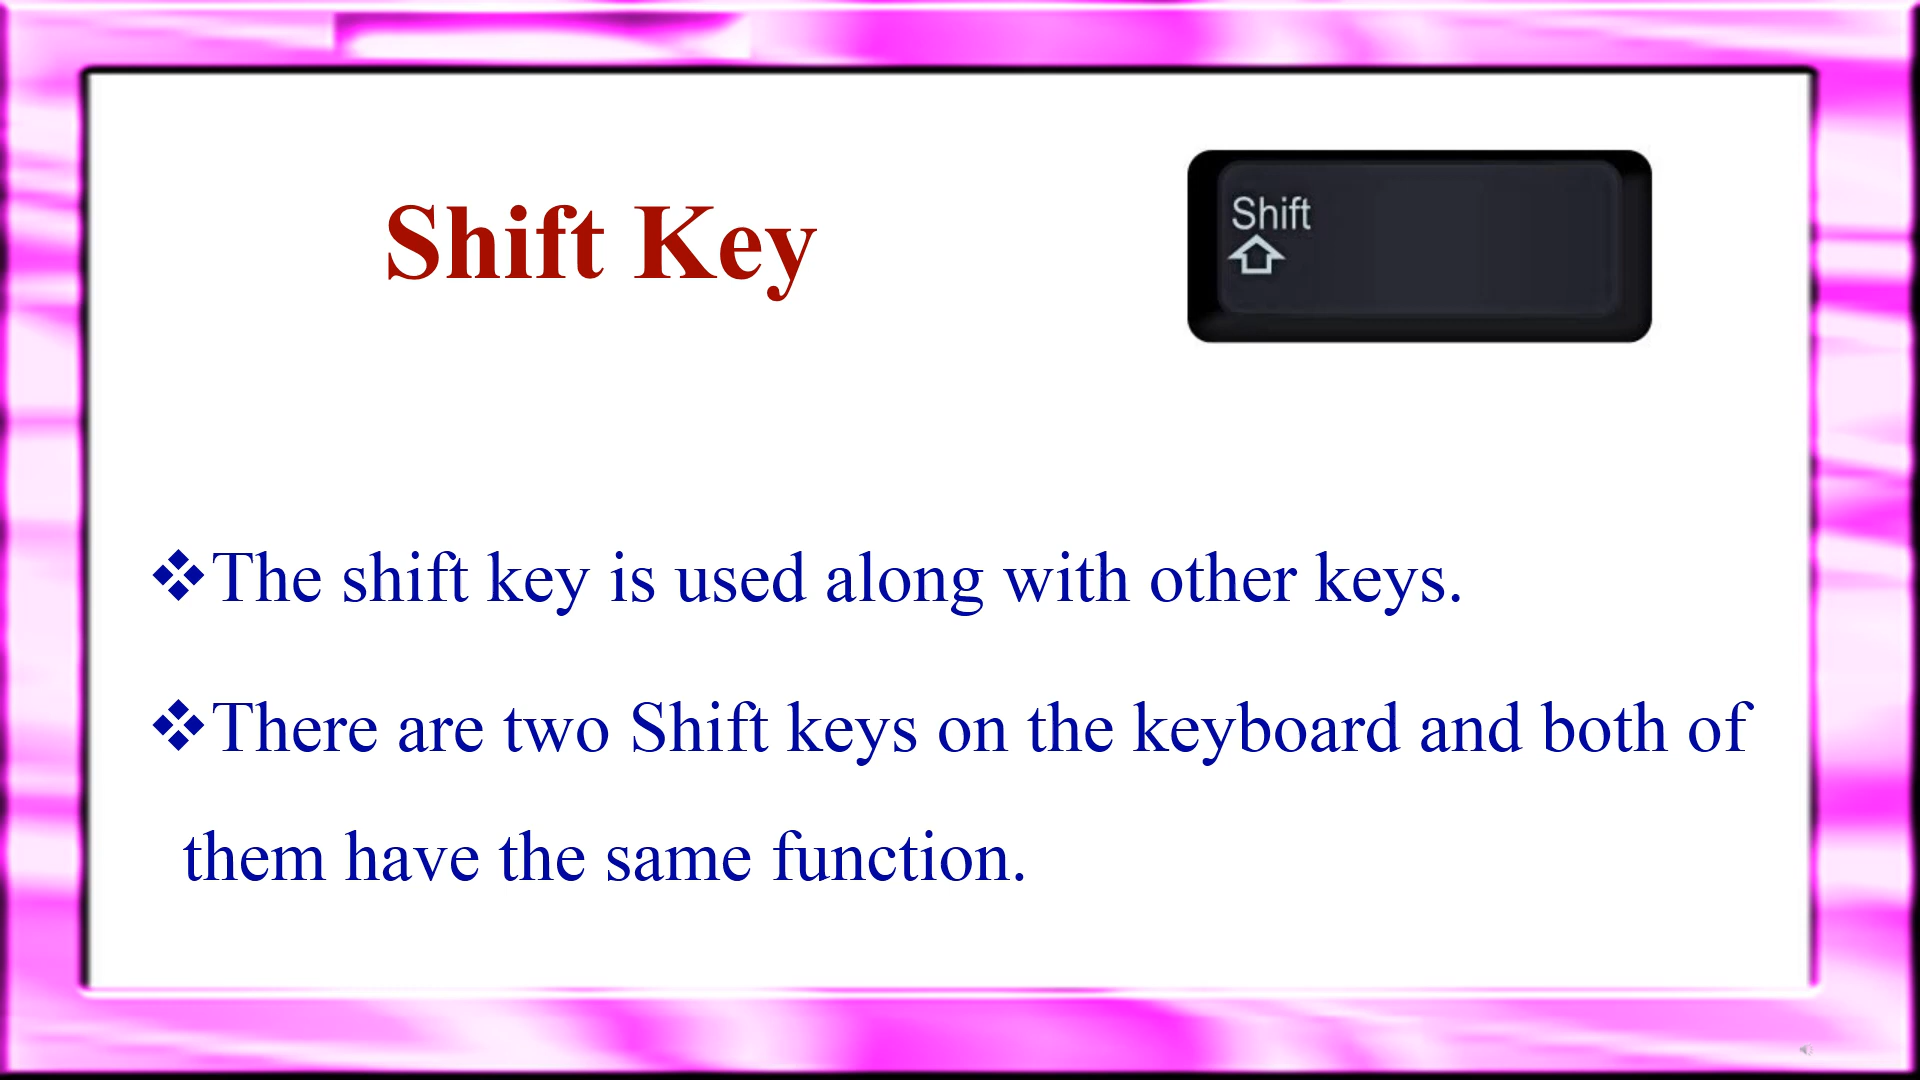 Shift Key
Shift
❖The shift key is used along with other keys.
❖There are two Shift keys on the keyboard and both of
them have the same function.